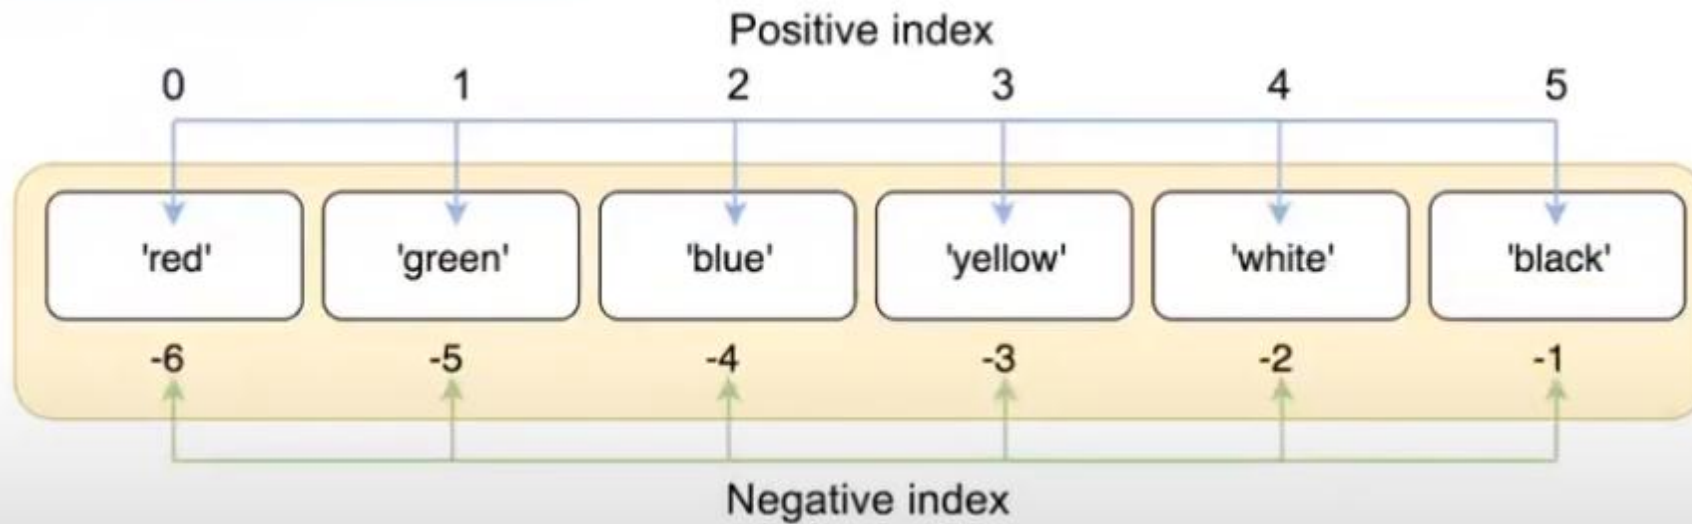 Positive index
0 1 2 3 4 5
'red' 'green' 'blue' 'yellow' 'white' 'black'
-6 -5 -4 -3 -2 -1
Negative index